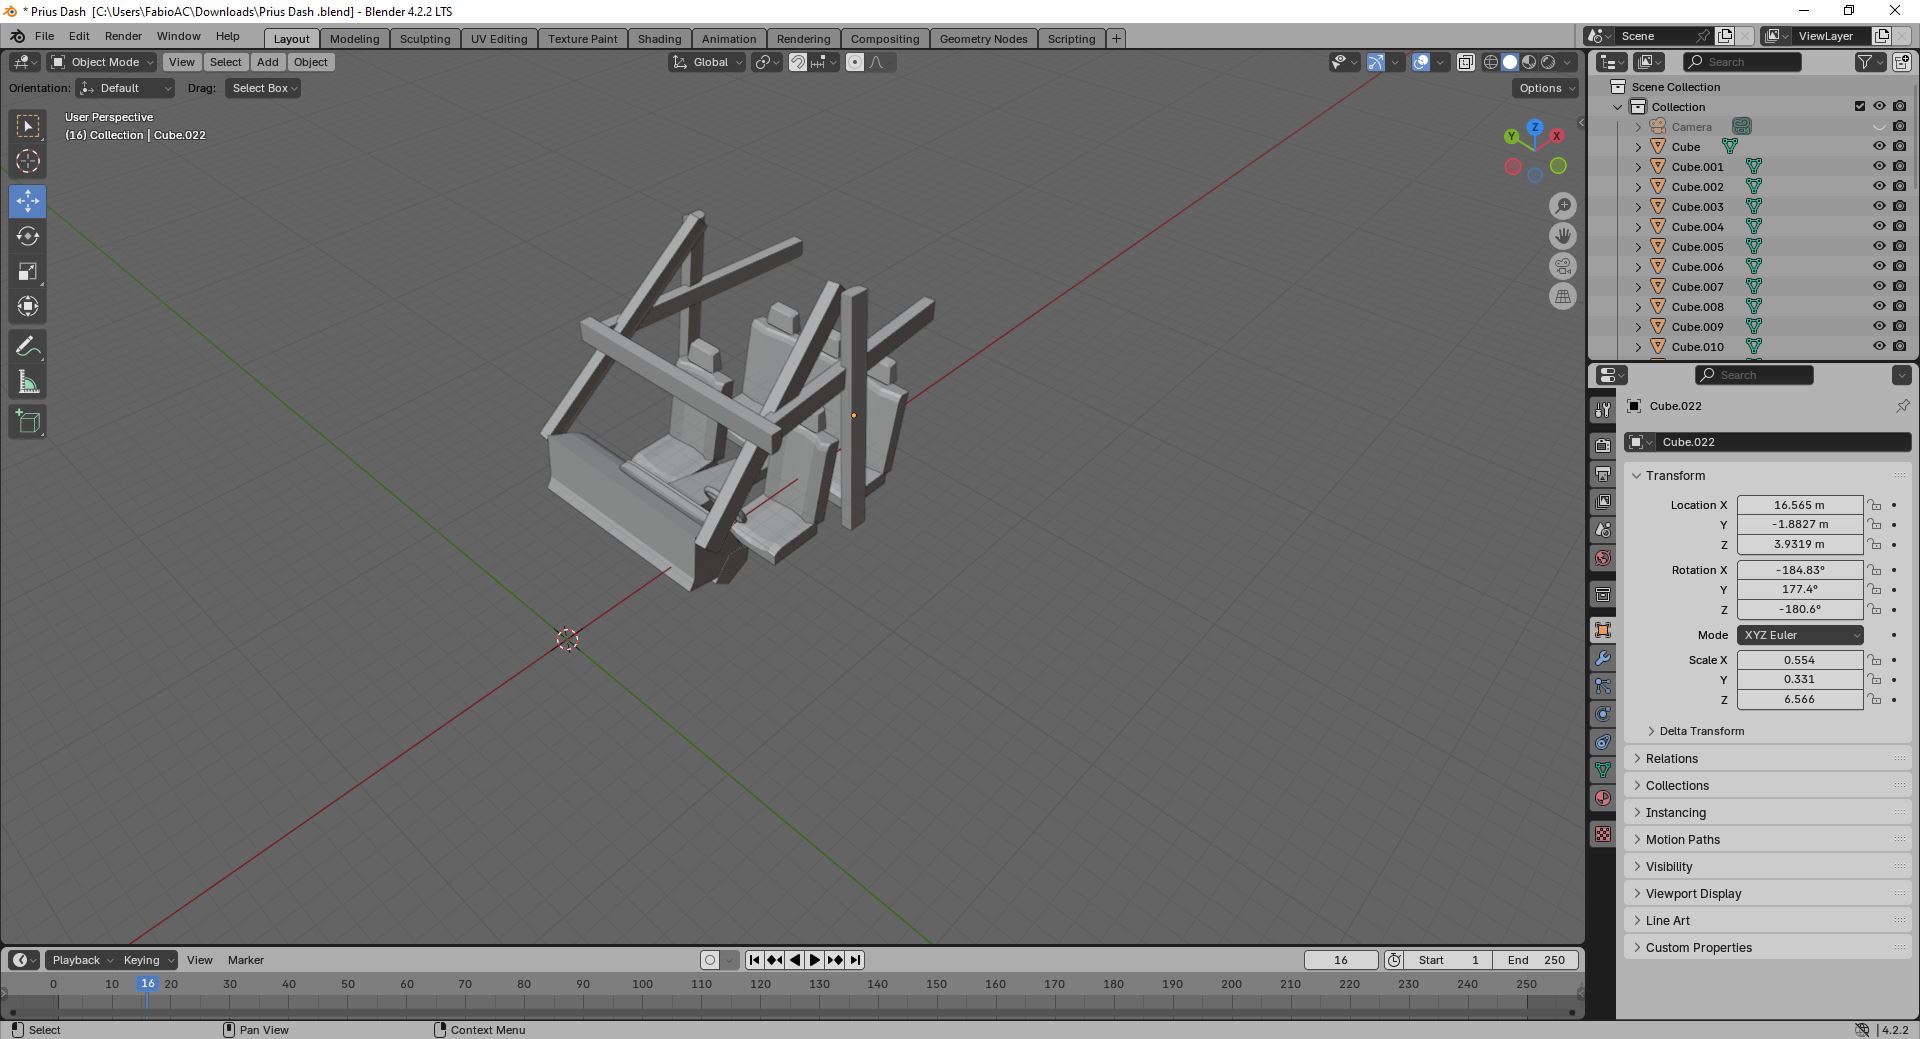 * Prius Dash  [C:\Users\FabioAC\Downloads\Prius Dash .blend] - Blender 4.2.2 LTS
File Edit Render Window Help Layout Modeling Sculpting UV Editing Texture Paint Shading Animation Rendering Compositing Geometry Nodes Scripting + Scene ViewLayer
Object Mode View Select Add Object Global Search
Orientation: Default Drag: Select Box Options
User Perspective
(16) Collection | Cube.022
Z
Y X
Scene Collection
Collection
Camera
Cube
Cube.001
Cube.002
Cube.003
Cube.004
Cube.005
Cube.006
Cube.007
Cube.008
Cube.009
Cube.010
Search
Cube.022
Cube.022
Transform
Location X 16.565 m
Y -1.8827 m
Z 3.9319 m
Rotation X -184.83°
Y 177.4°
Z -180.6°
Mode XYZ Euler
Scale X 0.554
Y 0.331
Z 6.566
Delta Transform
Relations
Collections
Instancing
Motion Paths
Visibility
Viewport Display
Line Art
Custom Properties
Playback Keying View Marker 16 Start 1 End 250
0 10 16 20 30 40 50 60 70 80 90 100 110 120 130 140 150 160 170 180 190 200 210 220 230 240 250
Select Pan View Context Menu 4.2.2